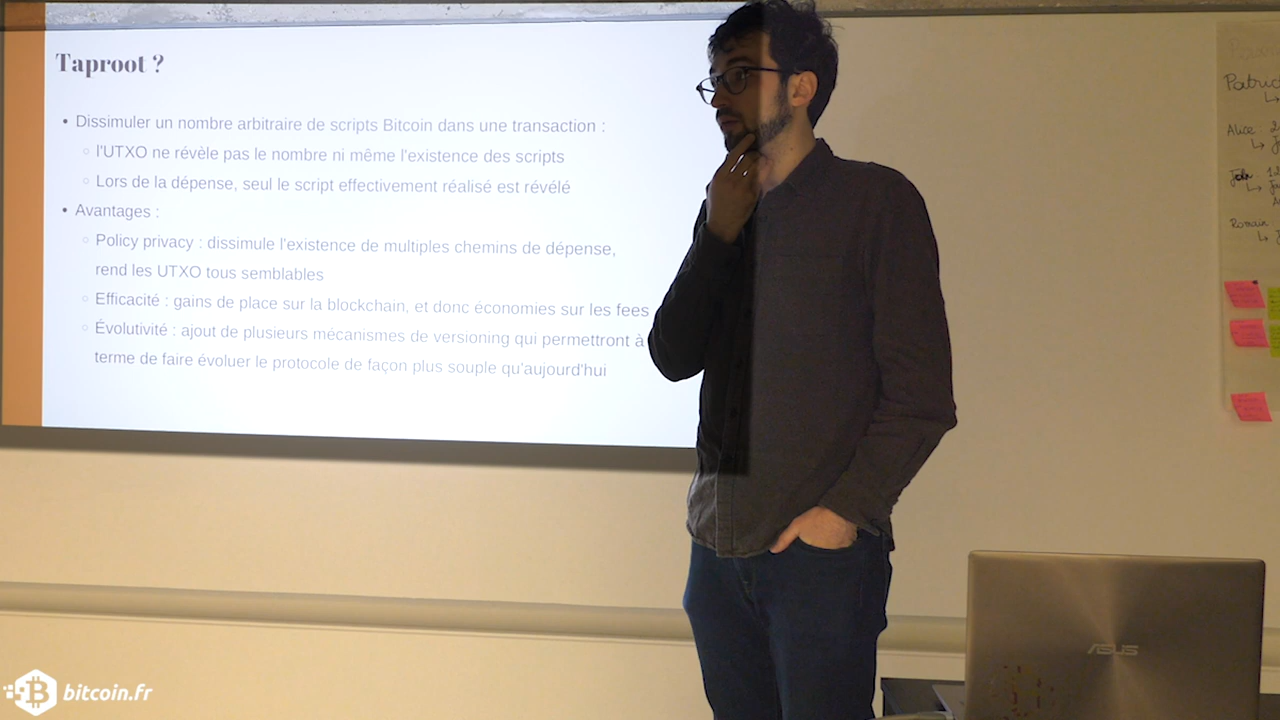 Taproot ?
• Dissimuler un nombre arbitraire de scripts Bitcoin dans une transaction :
◦ l'UTXO ne révèle pas le nombre ni même l'existence des scripts
◦ Lors de la dépense, seul le script effectivement réalisé est révélé
• Avantages :
◦ Policy privacy : dissimule l'existence de multiples chemins de dépense,
rend les UTXO tous semblables
◦ Efficacité : gains de place sur la blockchain, et donc économies sur les fees
◦ Évolutivité : ajout de plusieurs mécanismes de versioning qui permettront à
terme de faire évoluer le protocole de façon plus souple qu'aujourd'hui
Patric
Alice :
Romain
ASUS
bitcoin.fr